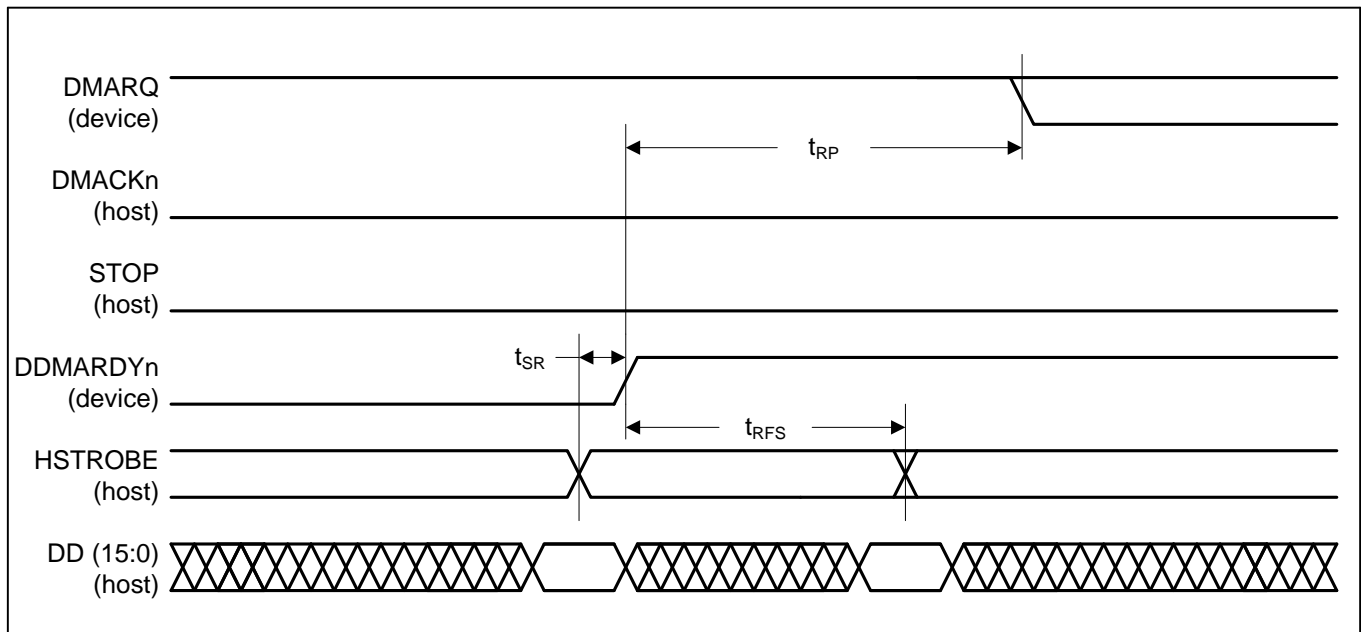 DMARQ
(device)
t_RP
DMACKn
(host)
STOP
(host)
t_SR
DDMARDYn
(device)
t_RFS
HSTROBE
(host)
DD (15:0)
(host)